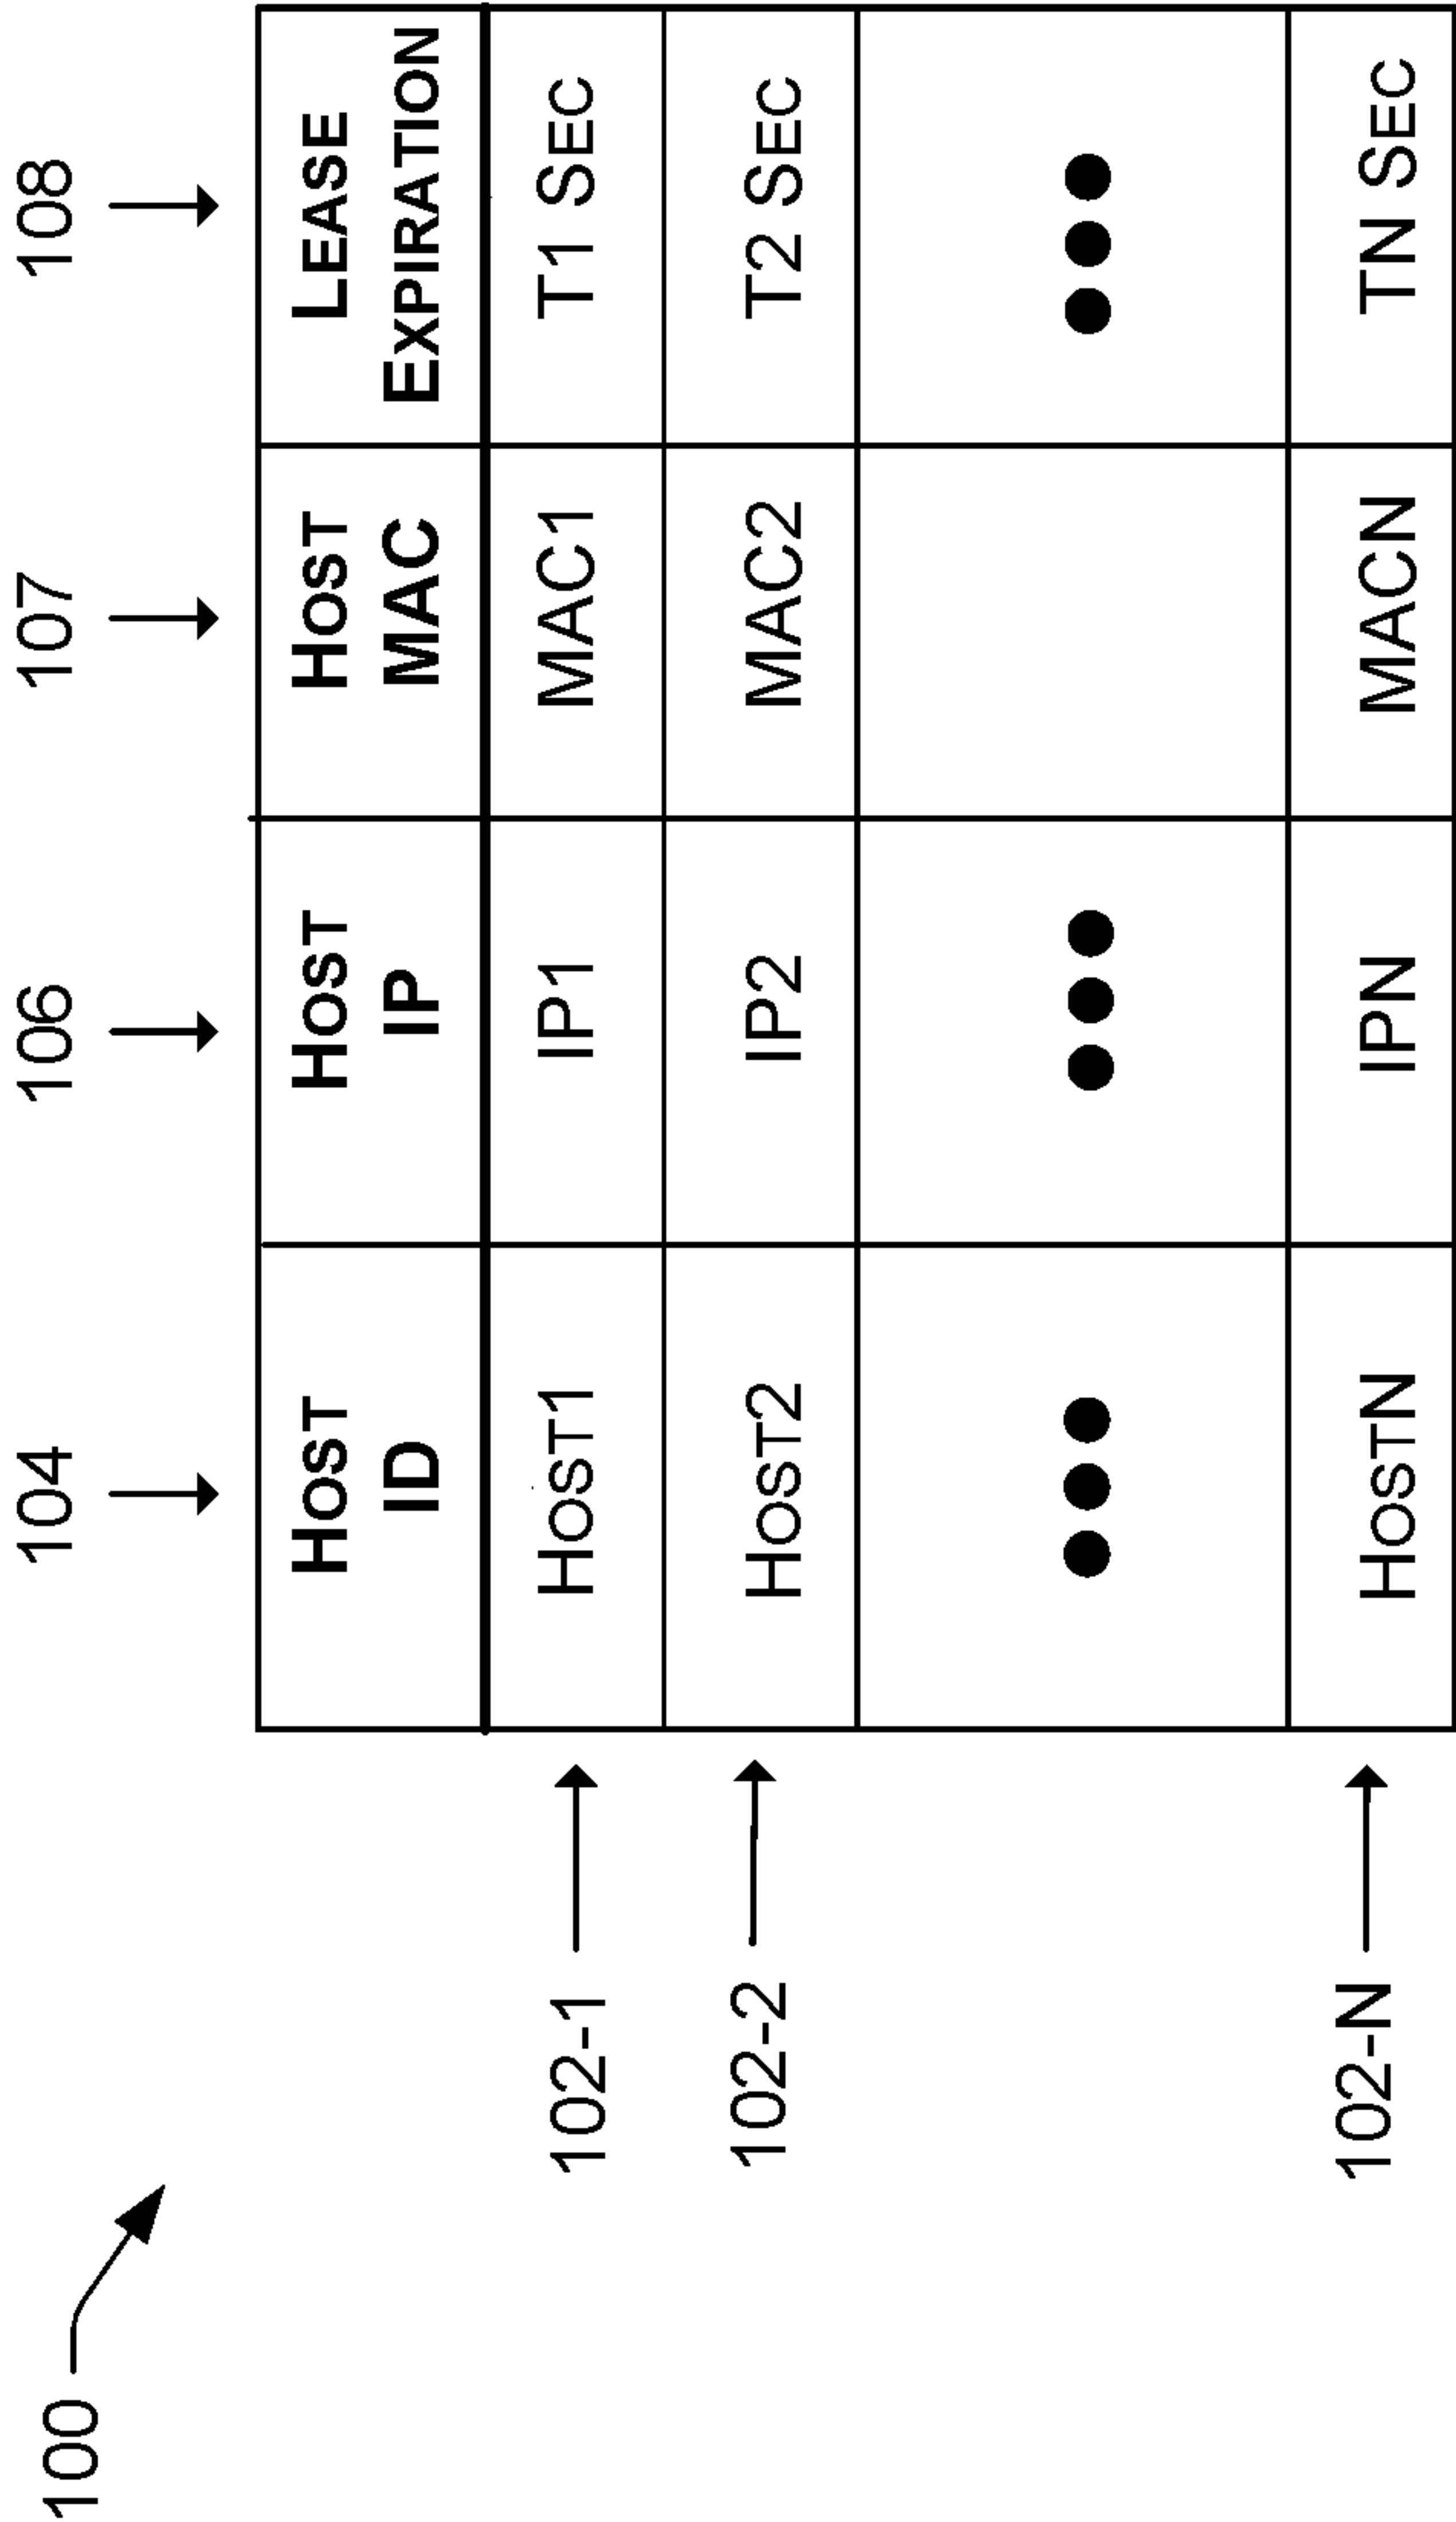 100
104 106 107 108
HOST HOST HOST LEASE
ID IP MAC EXPIRATION
102-1 HOST1 IP1 MAC1 T1 SEC
102-2 HOST2 IP2 MAC2 T2 SEC
102-N HOSTN IPN MACN TN SEC